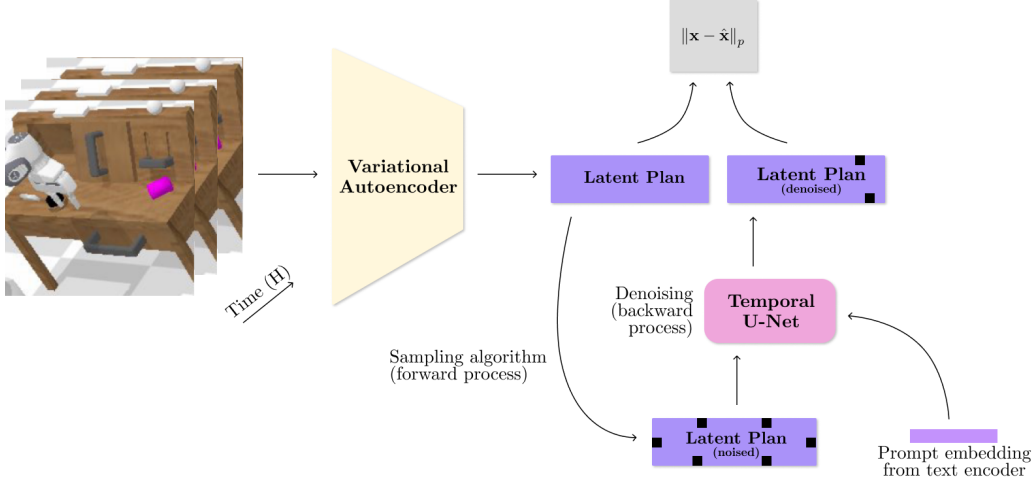 ‖x − x̂‖ₚ
Variational
Autoencoder
Latent Plan
Latent Plan
(denoised)
Time (H)
Denoising
(backward
process)
Temporal
U-Net
Sampling algorithm
(forward process)
Latent Plan
(noised)
Prompt embedding
from text encoder